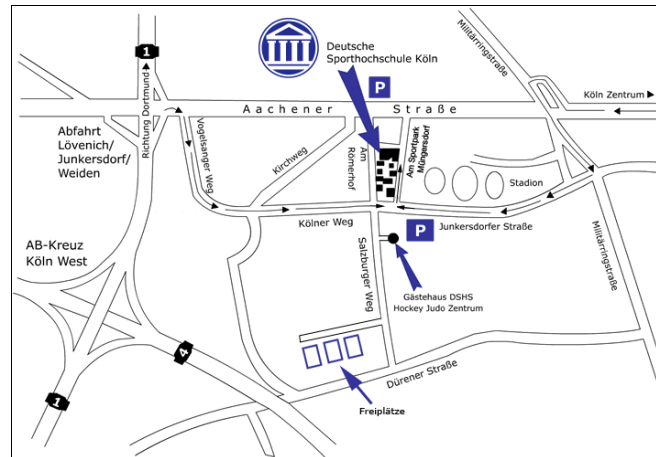 1
Richtung Dortmund
Militärringstraße
Deutsche
Sporthochschule Köln
P
Köln Zentrum
Aachener Straße
Abfahrt
Lövenich/
Junkersdorf/
Weiden
Vogelsanger Weg
Kirchweg
Am
Römerhof
Am Sportpark
Müngersdorf
Stadion
Kölner Weg
P
Junkersdorfer Straße
Militärringstraße
AB-Kreuz
Köln West
Salzburger Weg
Gästehaus DSHS
Hockey Judo Zentrum
4
1
Dürener Straße
Freiplätze